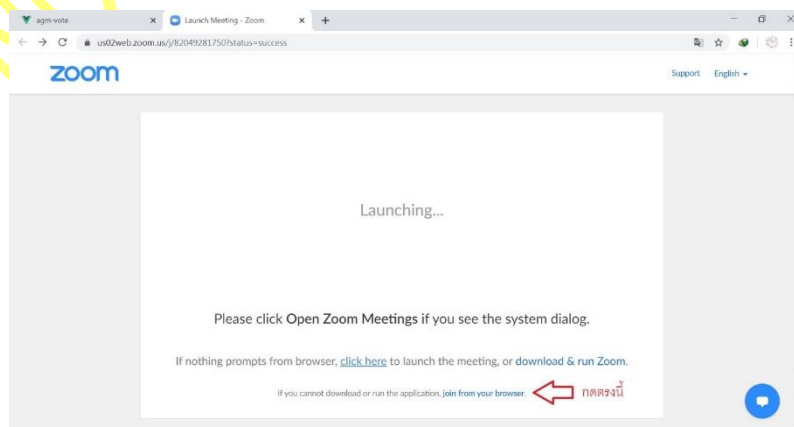 agm-vote
Launch Meeting - Zoom
us02web.zoom.us/j/82049281750?status=success
zoom
Support English
Launching...
Please click Open Zoom Meetings if you see the system dialog.
If nothing prompts from browser, click here to launch the meeting, or download & run Zoom.
If you cannot download or run the application, join from your browser. กดตรงนี้